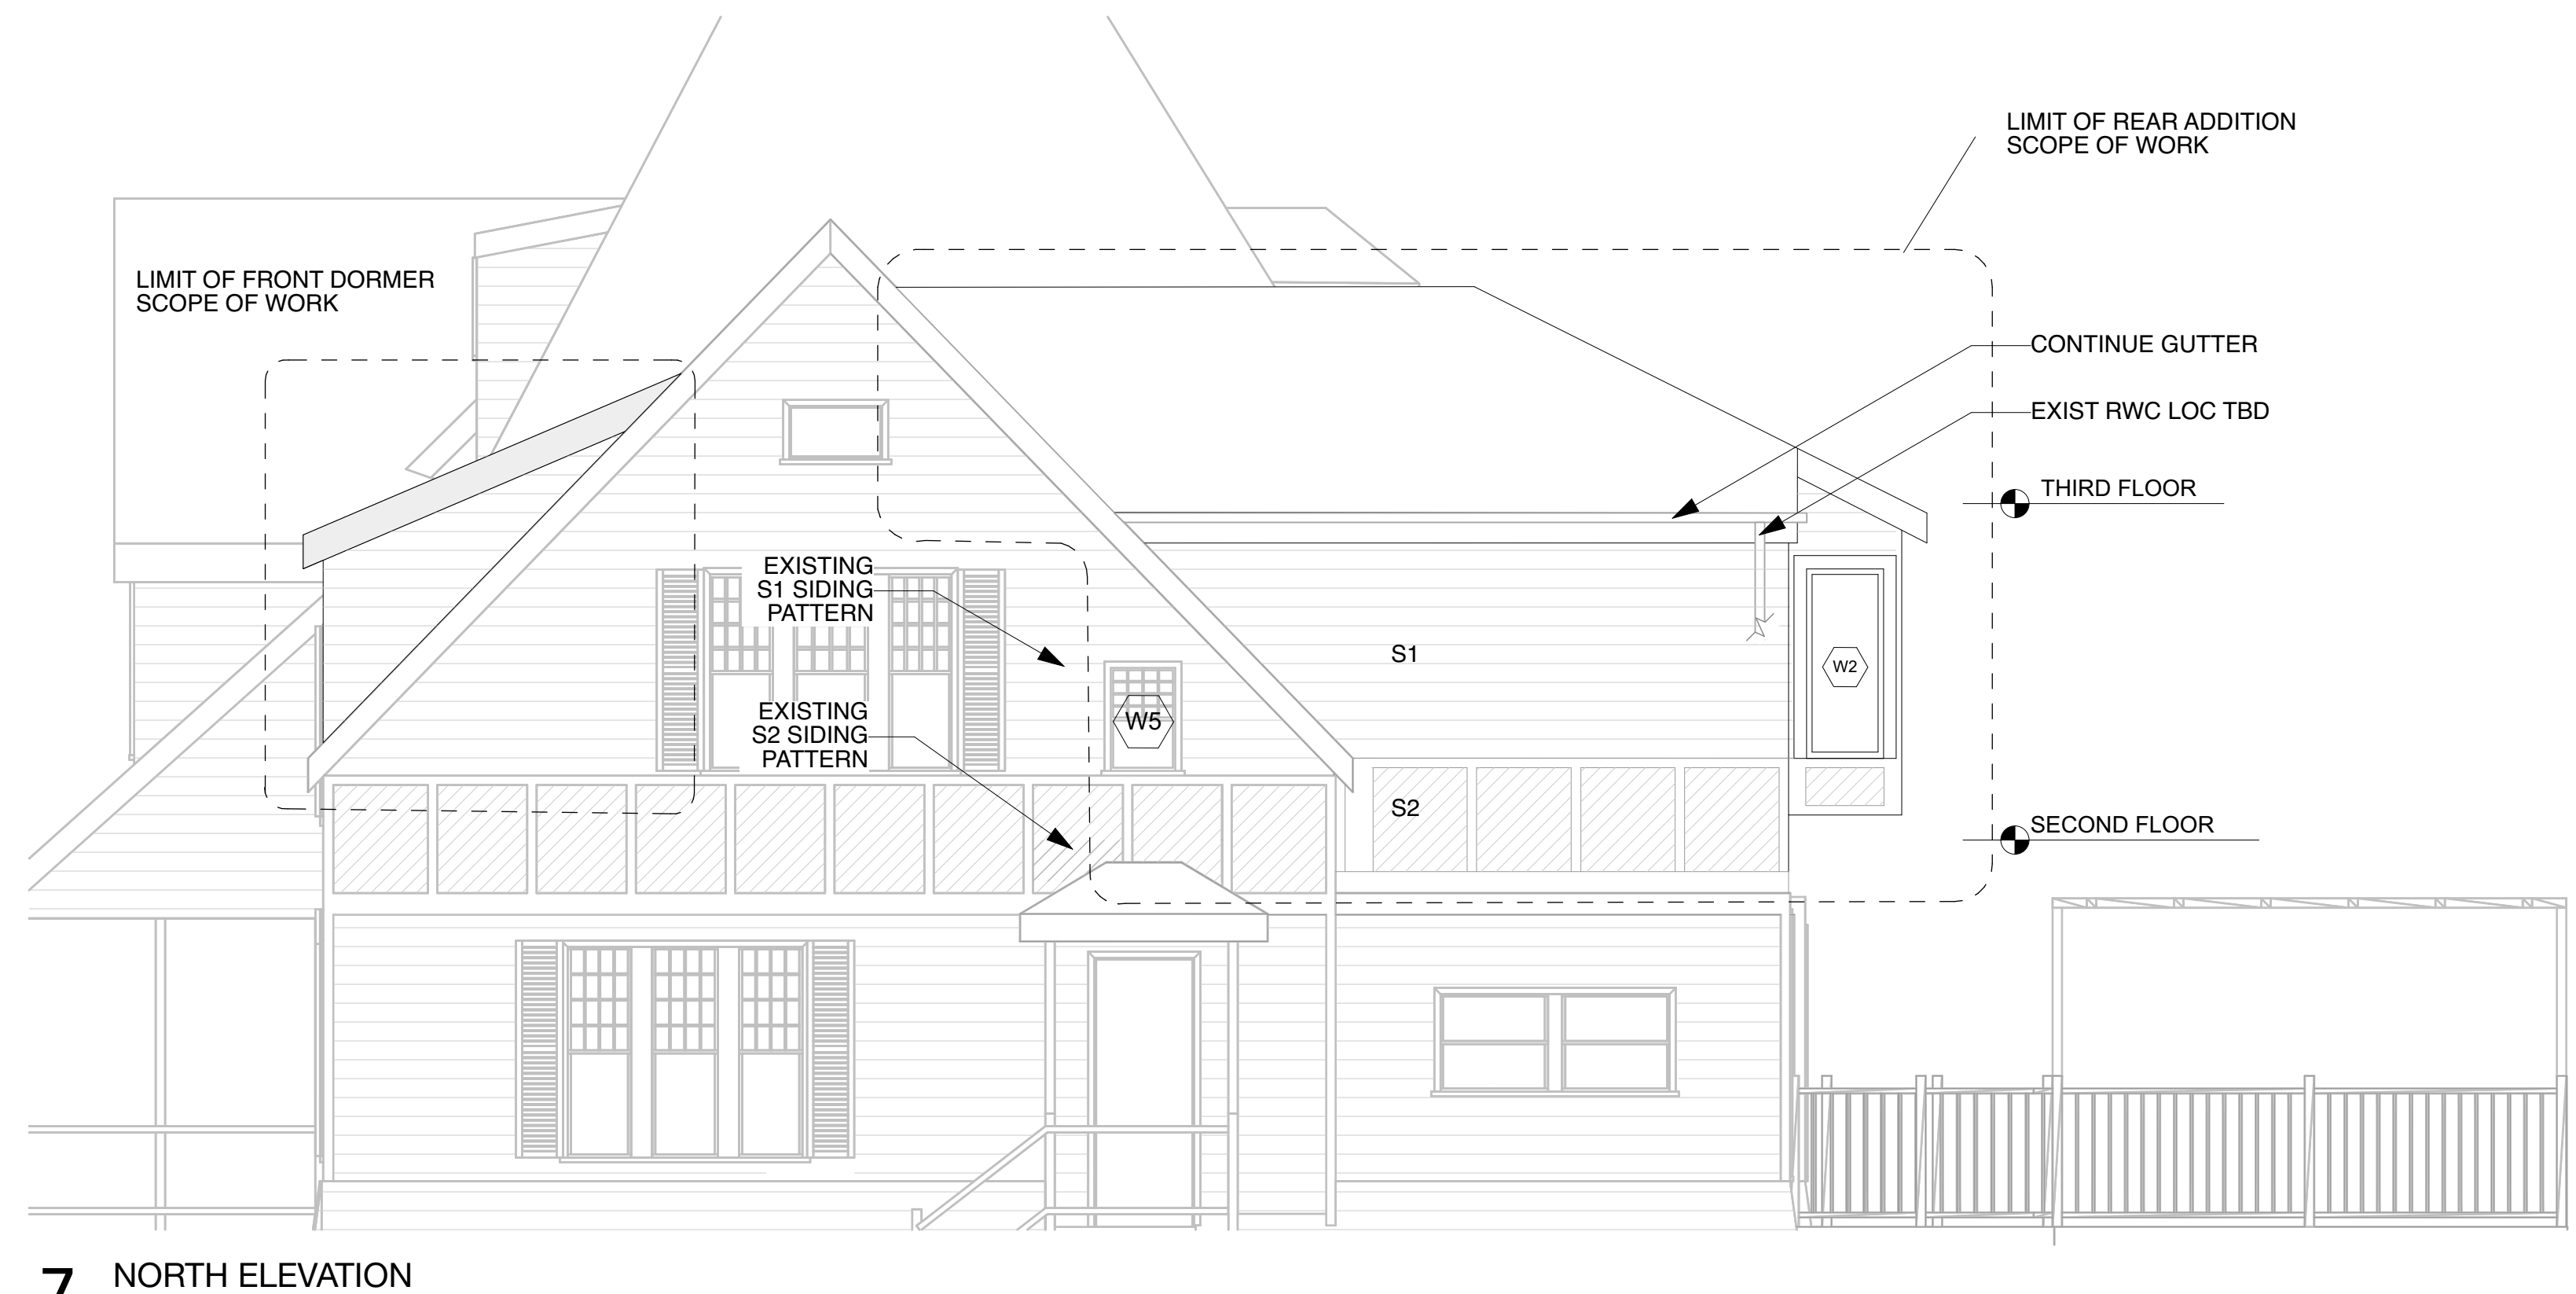 LIMIT OF REAR ADDITION
SCOPE OF WORK
LIMIT OF FRONT DORMER
SCOPE OF WORK
CONTINUE GUTTER
EXIST RWC LOC TBD
THIRD FLOOR
EXISTING
S1 SIDING
PATTERN
S1
W2
W5
EXISTING
S2 SIDING
PATTERN
S2
SECOND FLOOR
7 NORTH ELEVATION